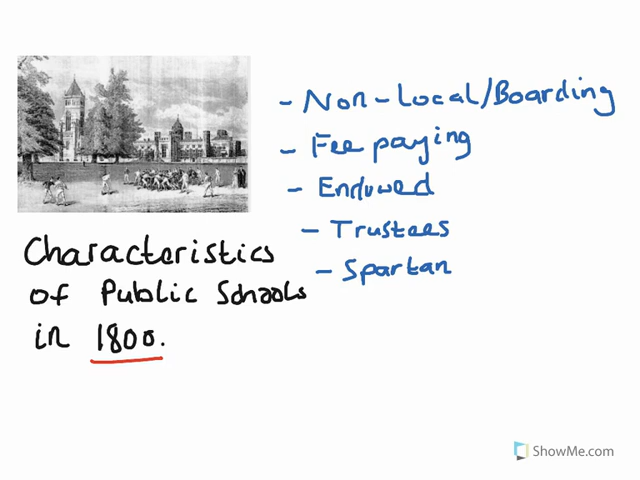 - Non-Local/Boarding
- Fee paying
- Endowed
- Trustees
- Spartan
Characteristics
of Public Schools
in 1800.
ShowMe.com